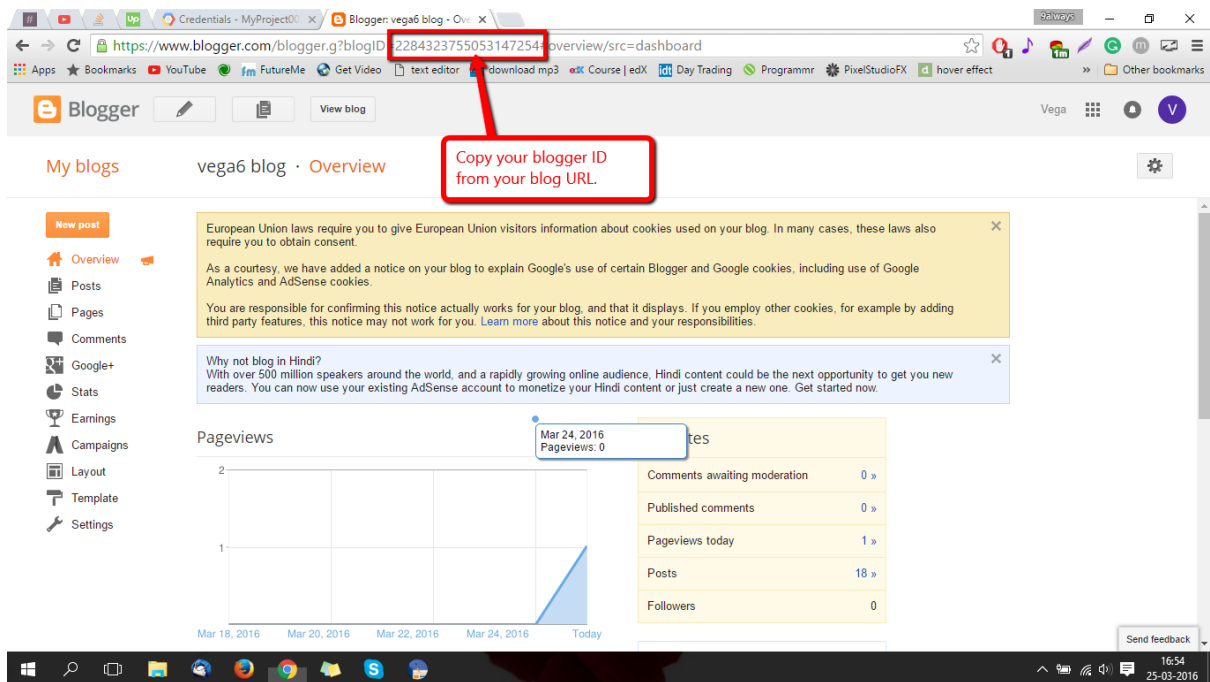 Credentials - MyProject00
Blogger: vega6 blog - Ove
9always
https://www.blogger.com/blogger.g?blogID=2284323755053147254#overview/src=dashboard
Apps Bookmarks YouTube FutureMe Get Video text editor download mp3 Course | edX Day Trading Programmr PixelStudioFX hover effect » Other bookmarks
Blogger View blog Vega V
My blogs vega6 blog · Overview
Copy your blogger ID
from your blog URL.
New post
Overview
Posts
Pages
Comments
Google+
Stats
Earnings
Campaigns
Layout
Template
Settings
European Union laws require you to give European Union visitors information about cookies used on your blog. In many cases, these laws also
require you to obtain consent.
As a courtesy, we have added a notice on your blog to explain Google's use of certain Blogger and Google cookies, including use of Google
Analytics and AdSense cookies.
You are responsible for confirming this notice actually works for your blog, and that it displays. If you employ other cookies, for example by adding
third party features, this notice may not work for you. Learn more about this notice and your responsibilities.
Why not blog in Hindi?
With over 500 million speakers around the world, and a rapidly growing online audience, Hindi content could be the next opportunity to get you new
readers. You can now use your existing AdSense account to monetize your Hindi content or just create a new one. Get started now.
Pageviews
Mar 24, 2016
Pageviews: 0
2
1
Mar 18, 2016 Mar 20, 2016 Mar 22, 2016 Mar 24, 2016 Today
Comments awaiting moderation 0 »
Published comments 0 »
Pageviews today 1 »
Posts 18 »
Followers 0
Send feedback
16:54
25-03-2016